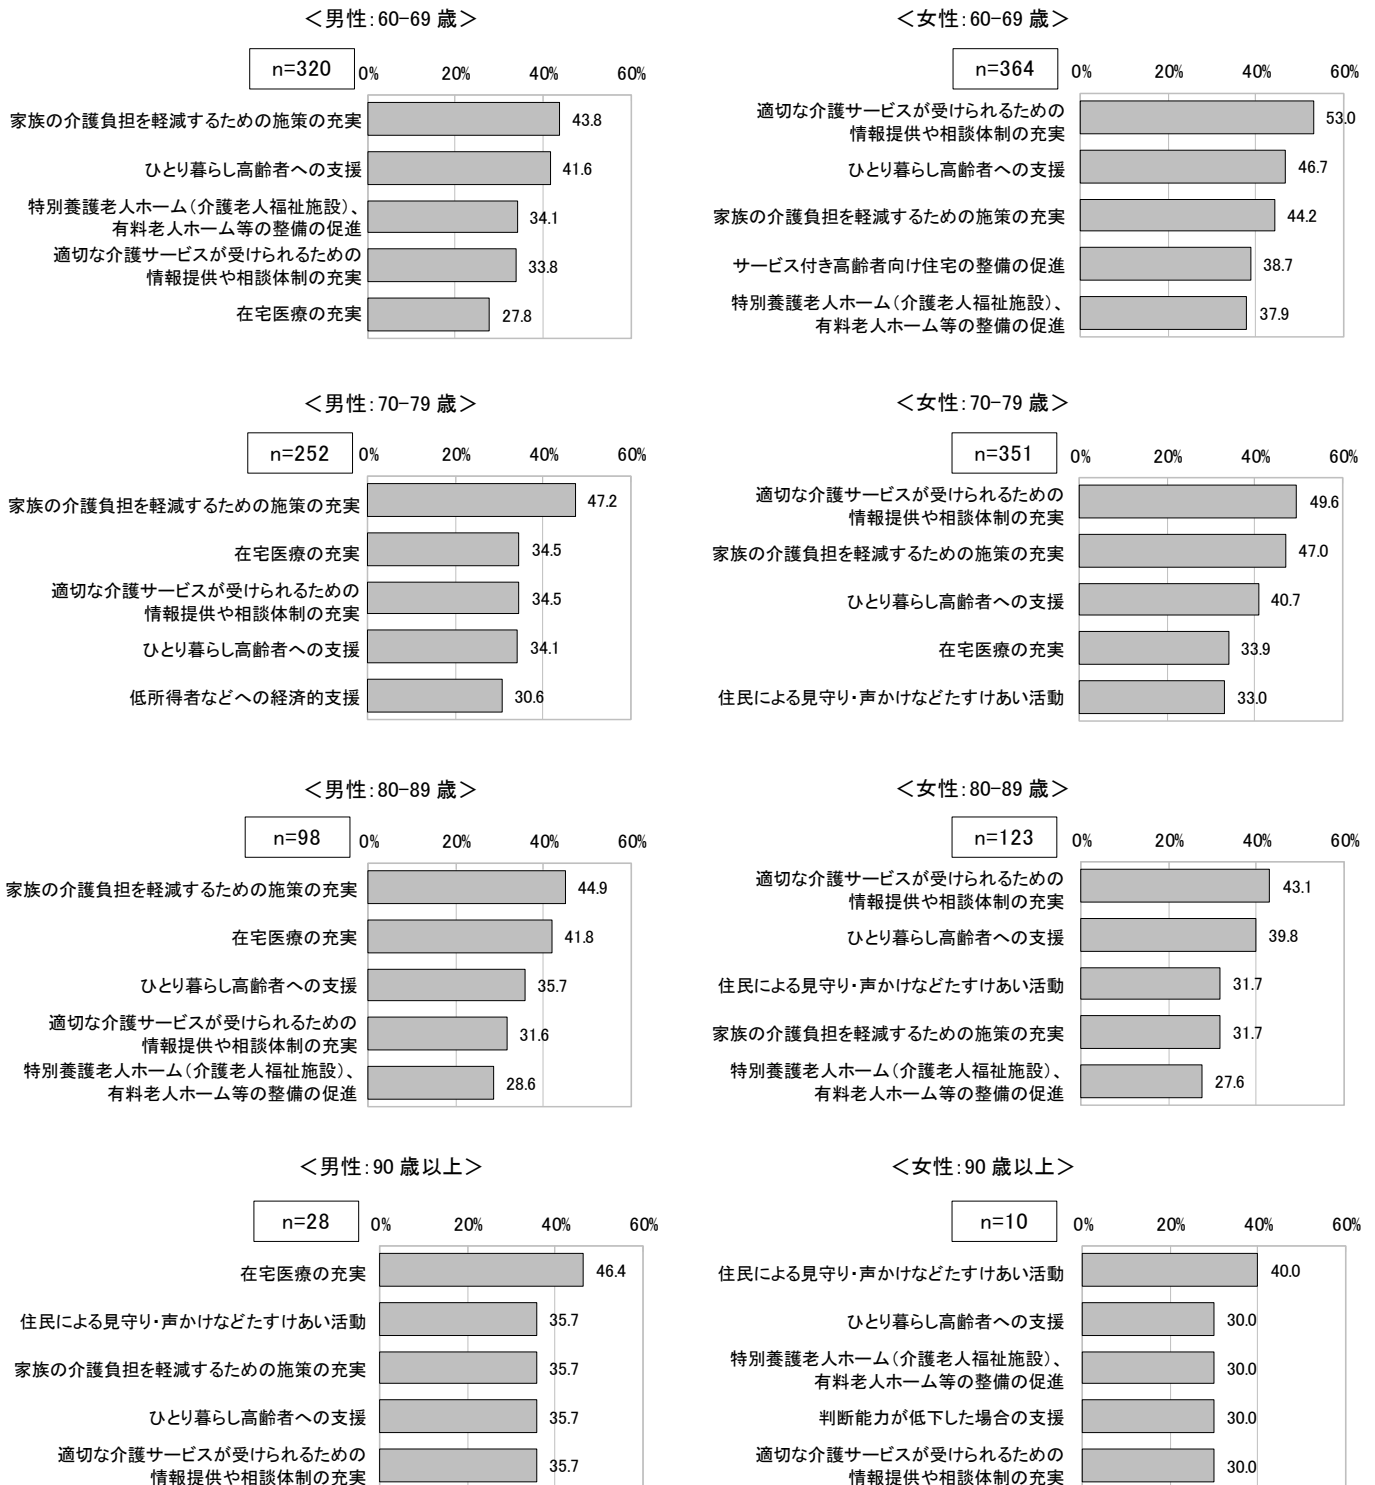 ＜男性：60-69 歳＞
n=320
0% 20% 40% 60%
家族の介護負担を軽減するための施策の充実 43.8
ひとり暮らし高齢者への支援 41.6
特別養護老人ホーム（介護老人福祉施設）、
有料老人ホーム等の整備の促進 34.1
適切な介護サービスが受けられるための
情報提供や相談体制の充実 33.8
在宅医療の充実 27.8
＜女性：60-69 歳＞
n=364
0% 20% 40% 60%
適切な介護サービスが受けられるための
情報提供や相談体制の充実 53.0
ひとり暮らし高齢者への支援 46.7
家族の介護負担を軽減するための施策の充実 44.2
サービス付き高齢者向け住宅の整備の促進 38.7
特別養護老人ホーム（介護老人福祉施設）、
有料老人ホーム等の整備の促進 37.9
＜男性：70-79 歳＞
n=252
0% 20% 40% 60%
家族の介護負担を軽減するための施策の充実 47.2
在宅医療の充実 34.5
適切な介護サービスが受けられるための
情報提供や相談体制の充実 34.5
ひとり暮らし高齢者への支援 34.1
低所得者などへの経済的支援 30.6
＜女性：70-79 歳＞
n=351
0% 20% 40% 60%
適切な介護サービスが受けられるための
情報提供や相談体制の充実 49.6
家族の介護負担を軽減するための施策の充実 47.0
ひとり暮らし高齢者への支援 40.7
在宅医療の充実 33.9
住民による見守り・声かけなどたすけあい活動 33.0
＜男性：80-89 歳＞
n=98
0% 20% 40% 60%
家族の介護負担を軽減するための施策の充実 44.9
在宅医療の充実 41.8
ひとり暮らし高齢者への支援 35.7
適切な介護サービスが受けられるための
情報提供や相談体制の充実 31.6
特別養護老人ホーム（介護老人福祉施設）、
有料老人ホーム等の整備の促進 28.6
＜女性：80-89 歳＞
n=123
0% 20% 40% 60%
適切な介護サービスが受けられるための
情報提供や相談体制の充実 43.1
ひとり暮らし高齢者への支援 39.8
住民による見守り・声かけなどたすけあい活動 31.7
家族の介護負担を軽減するための施策の充実 31.7
特別養護老人ホーム（介護老人福祉施設）、
有料老人ホーム等の整備の促進 27.6
＜男性：90 歳以上＞
n=28
0% 20% 40% 60%
在宅医療の充実 46.4
住民による見守り・声かけなどたすけあい活動 35.7
家族の介護負担を軽減するための施策の充実 35.7
ひとり暮らし高齢者への支援 35.7
適切な介護サービスが受けられるための
情報提供や相談体制の充実 35.7
＜女性：90 歳以上＞
n=10
0% 20% 40% 60%
住民による見守り・声かけなどたすけあい活動 40.0
ひとり暮らし高齢者への支援 30.0
特別養護老人ホーム（介護老人福祉施設）、
有料老人ホーム等の整備の促進 30.0
判断能力が低下した場合の支援 30.0
適切な介護サービスが受けられるための
情報提供や相談体制の充実 30.0